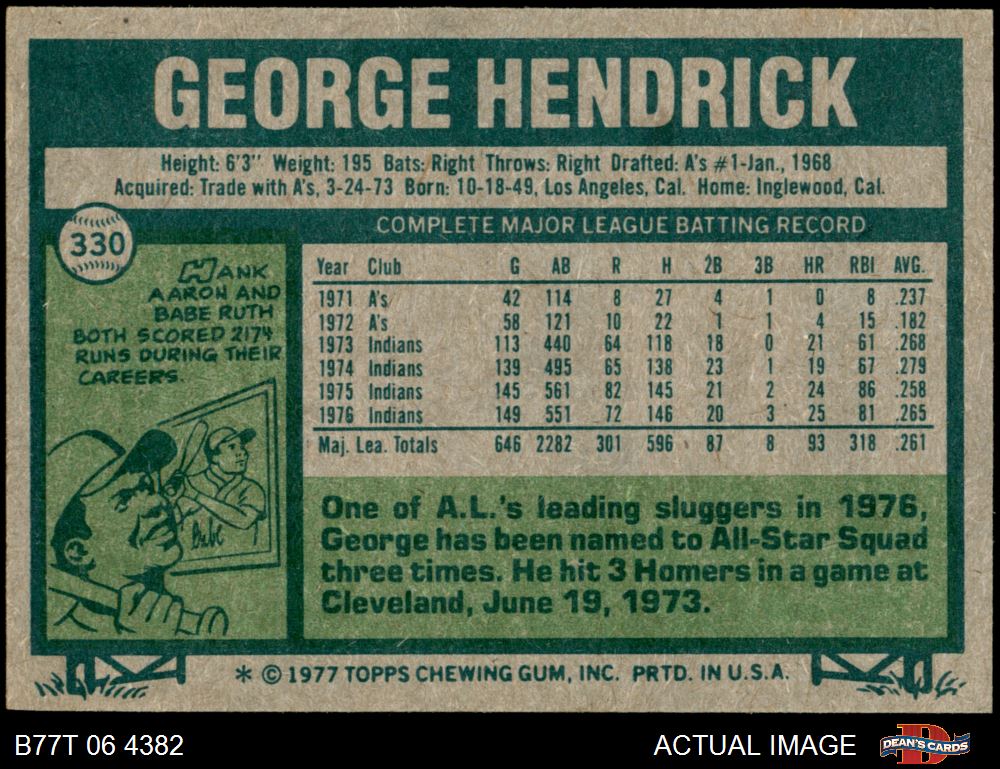 GEORGE HENDRICK
Height: 6'3" Weight: 195 Bats: Right Throws: Right Drafted: A's #1-Jan., 1968
Acquired: Trade with A's, 3-24-73 Born: 10-18-49, Los Angeles, Cal. Home: Inglewood, Cal.
330
HANK
AARON AND
BABE RUTH
BOTH SCORED 2174
RUNS DURING THEIR
CAREERS.
Babe
COMPLETE MAJOR LEAGUE BATTING RECORD
Year Club G AB R H 2B 3B HR RBI AVG.
1971 A's 42 114 8 27 4 1 0 8 .237
1972 A's 58 121 10 22 1 1 4 15 .182
1973 Indians 113 440 64 118 18 0 21 61 .268
1974 Indians 139 495 65 138 23 1 19 67 .279
1975 Indians 145 561 82 145 21 2 24 86 .258
1976 Indians 149 551 72 146 20 3 25 81 .265
Maj. Lea. Totals 646 2282 301 596 87 8 93 318 .261
One of A.L.'s leading sluggers in 1976,
George has been named to All-Star Squad
three times. He hit 3 Homers in a game at
Cleveland, June 19, 1973.
* © 1977 TOPPS CHEWING GUM, INC. PRTD. IN U.S.A.
B77T 06 4382
ACTUAL IMAGE
D
DEAN'S CARDS